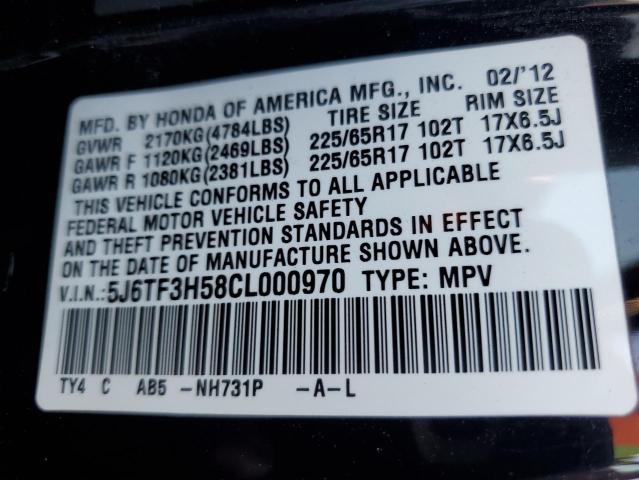 MFD. BY HONDA OF AMERICA MFG., INC. 02/'12
GVWR 2170KG(4784LBS) TIRE SIZE RIM SIZE
GAWR F 1120KG(2469LBS) 225/65R17 102T 17X6.5J
GAWR R 1080KG(2381LBS) 225/65R17 102T 17X6.5J
THIS VEHICLE CONFORMS TO ALL APPLICABLE
FEDERAL MOTOR VEHICLE SAFETY
AND THEFT PREVENTION STANDARDS IN EFFECT
ON THE DATE OF MANUFACTURE SHOWN ABOVE.
V.I.N.:5J6TF3H58CL000970 TYPE: MPV
TY4 C AB5 -NH731P -A-L